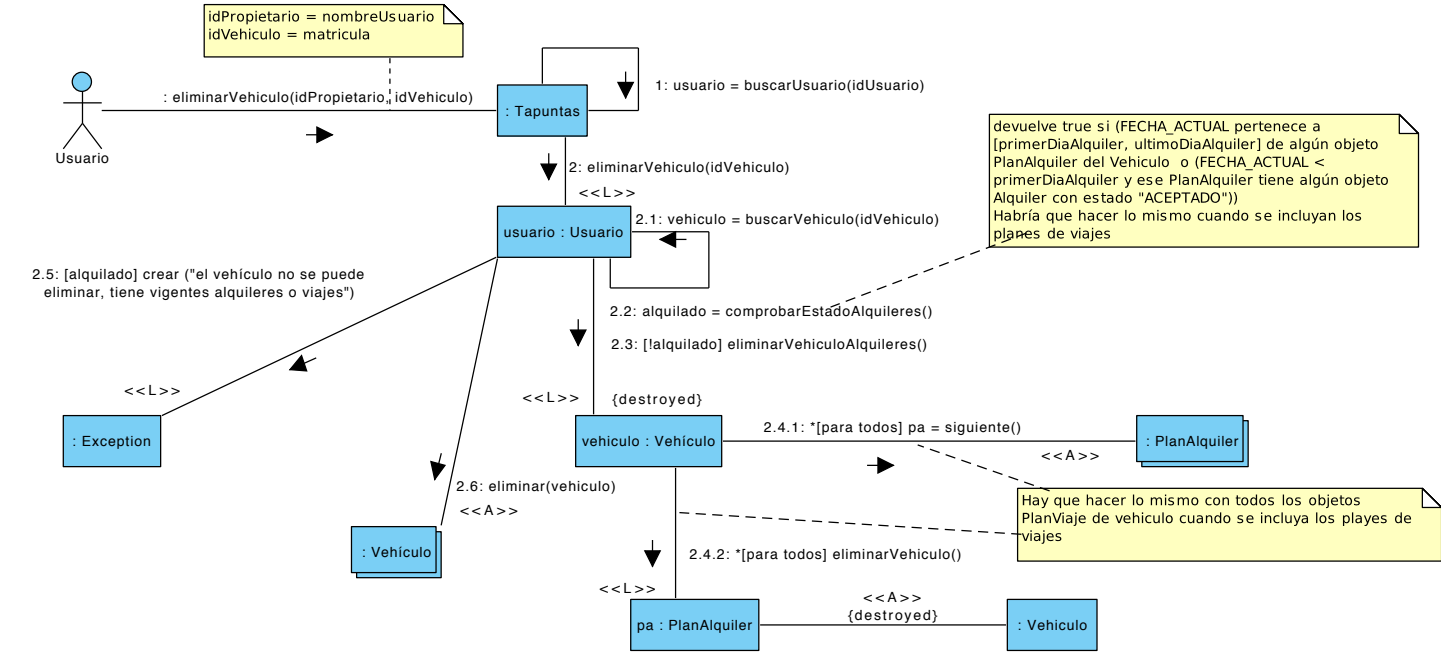 idPropietario = nombreUsuario
idVehiculo = matricula
: eliminarVehiculo(idPropietario, idVehiculo)
Usuario
: Tapuntas
1: usuario = buscarUsuario(idUsuario)
2: eliminarVehiculo(idVehiculo)
<<L>>
devuelve true si (FECHA_ACTUAL pertenece a
[primerDiaAlquiler, ultimoDiaAlquiler] de algún objeto
PlanAlquiler del Vehiculo o (FECHA_ACTUAL <
primerDiaAlquiler y ese PlanAlquiler tiene algún objeto
Alquiler con estado "ACEPTADO"))
Habría que hacer lo mismo cuando se incluyan los
planes de viajes
usuario : Usuario
2.1: vehiculo = buscarVehiculo(idVehiculo)
2.5: [alquilado] crear ("el vehículo no se puede
eliminar, tiene vigentes alquileres o viajes")
2.2: alquilado = comprobarEstadoAlquileres()
2.3: [!alquilado] eliminarVehiculoAlquileres()
<<L>>
<<L>>
{destroyed}
: Exception
vehiculo : Vehículo
2.4.1: *[para todos] pa = siguiente()
<<A>>
: PlanAlquiler
2.6: eliminar(vehiculo)
<<A>>
: Vehículo
Hay que hacer lo mismo con todos los objetos
PlanViaje de vehiculo cuando se incluya los playes de
viajes
2.4.2: *[para todos] eliminarVehiculo()
<<L>>
pa : PlanAlquiler
<<A>>
{destroyed}
: Vehiculo